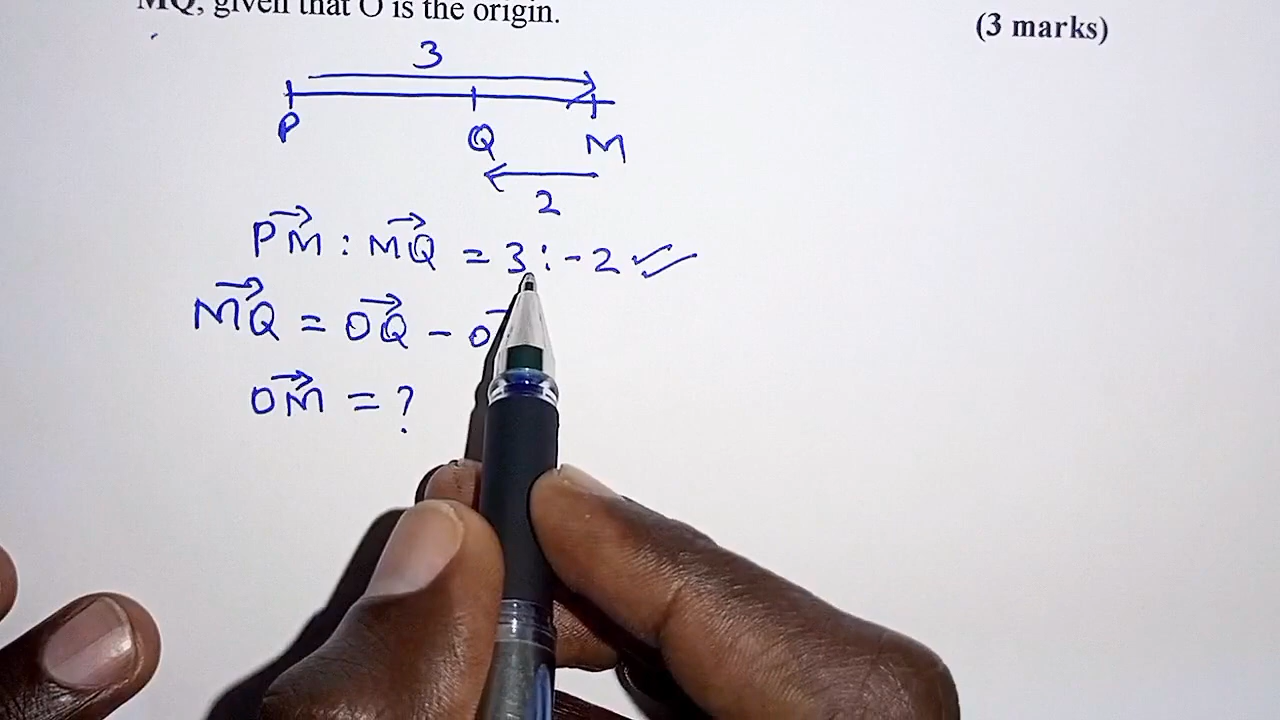 MQ, given that O is the origin.
(3 marks)
3
P Q M
2
PM : MQ = 3 : -2
MQ = OQ - O
OM = ?